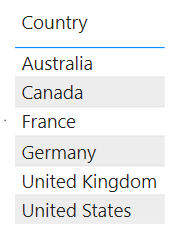 Country
Australia
Canada
France
Germany
United Kingdom
United States